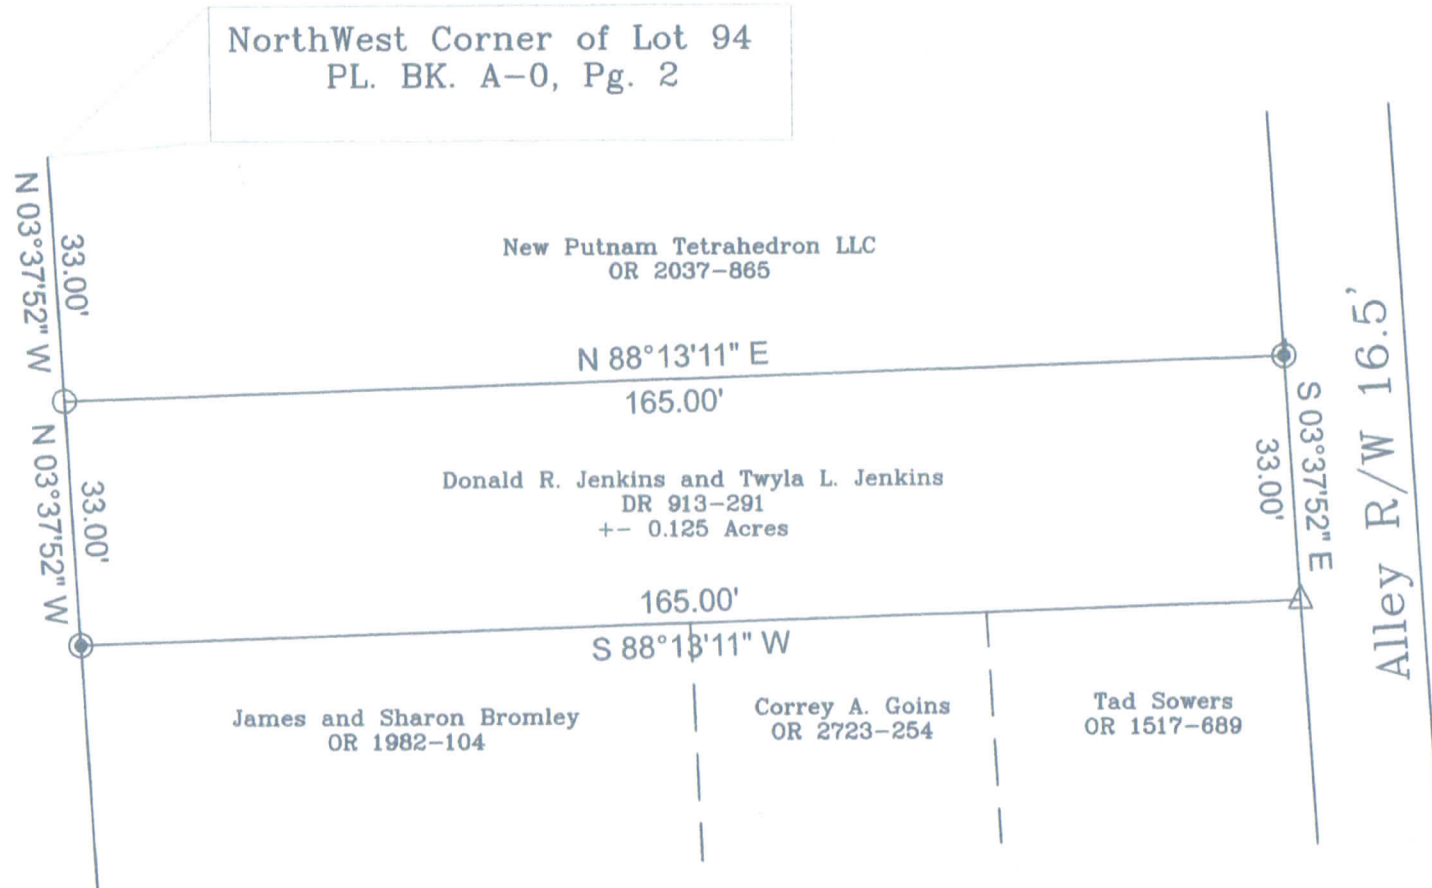 NorthWest Corner of Lot 94
PL. BK. A-0, Pg. 2
N 03°37'52" W
33.00'
New Putnam Tetrahedron LLC
OR 2037-865
N 88°13'11" E
165.00'
Alley R/W 16.5'
S 03°37'52" E
33.00'
N 03°37'52" W
33.00'
Donald R. Jenkins and Twyla L. Jenkins
DR 913-291
+- 0.125 Acres
165.00'
S 88°13'11" W
James and Sharon Bromley
OR 1982-104
Correy A. Goins
OR 2723-254
Tad Sowers
OR 1517-689